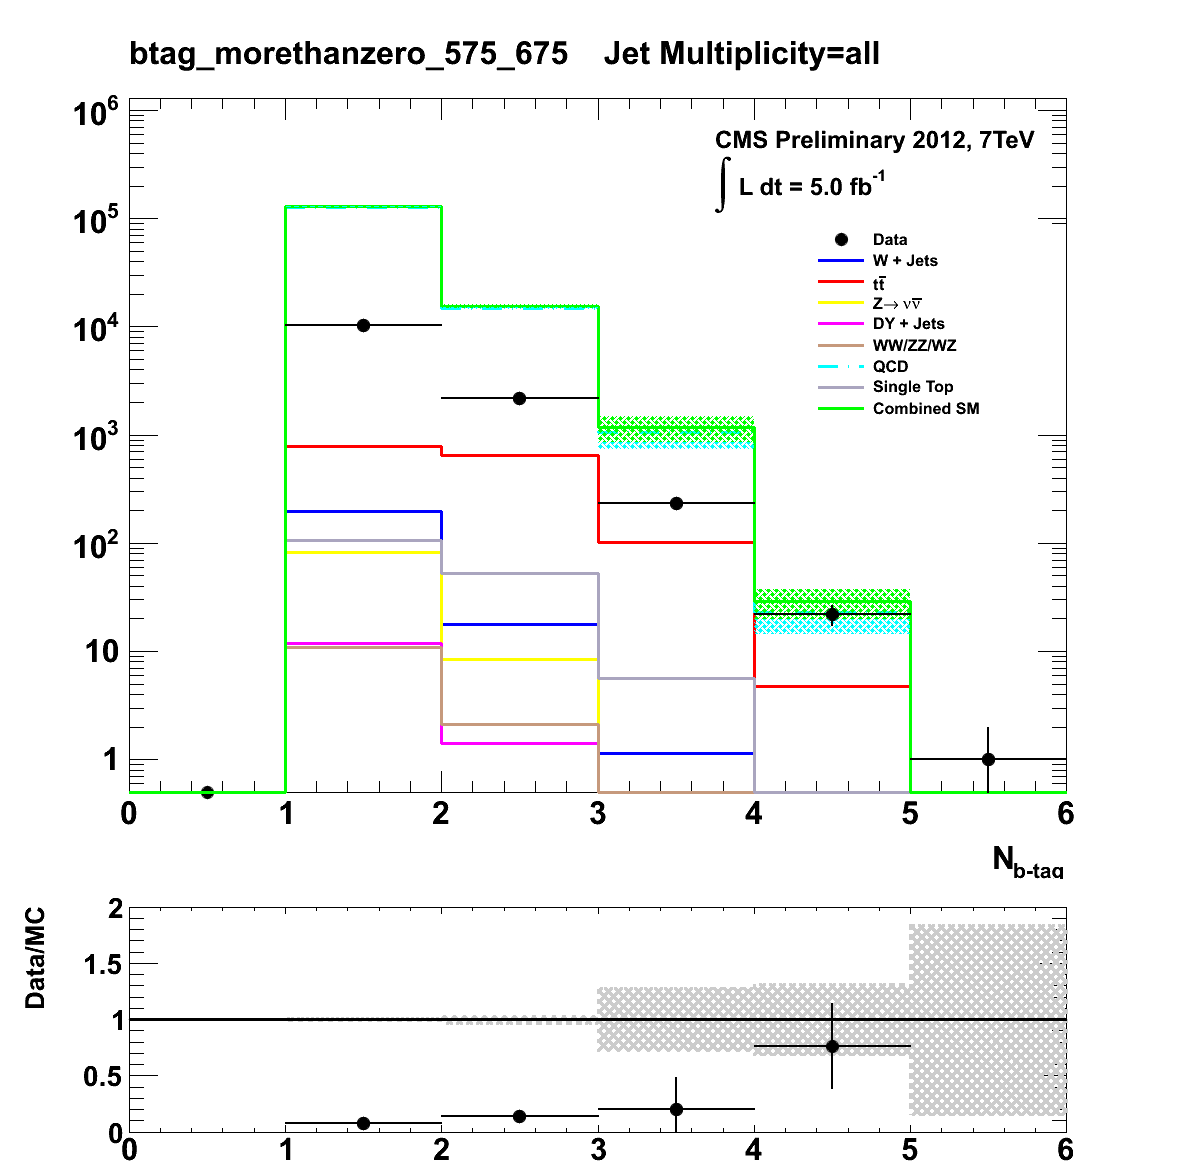 btag_morethanzero_575_675 Jet Multiplicity=all
10⁶
CMS Preliminary 2012, 7TeV
∫ L dt = 5.0 fb⁻¹
10⁵
Data
W + Jets
tt̅
Z→ νν̅
10⁴
DY + Jets
WW/ZZ/WZ
QCD
Single Top
Combined SM
10³
10²
10
1
0 1 2 3 4 5 6
N b-tag
Data/MC
2
1.5
1
0.5
0
0 1 2 3 4 5 6